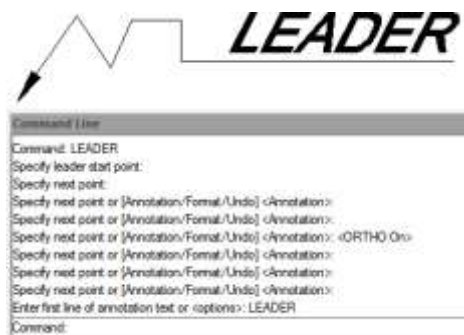 LEADER
Command Line
Command: LEADER
Specify leader start point:
Specify next point:
Specify next point or [Annotation/Format/Undo] <Annotation>:
Specify next point or [Annotation/Format/Undo] <Annotation>:
Specify next point or [Annotation/Format/Undo] <Annotation>: <ORTHO On>
Specify next point or [Annotation/Format/Undo] <Annotation>:
Specify next point or [Annotation/Format/Undo] <Annotation>:
Specify next point or [Annotation/Format/Undo] <Annotation>:
Enter first line of annotation text or <options>: LEADER
Command: